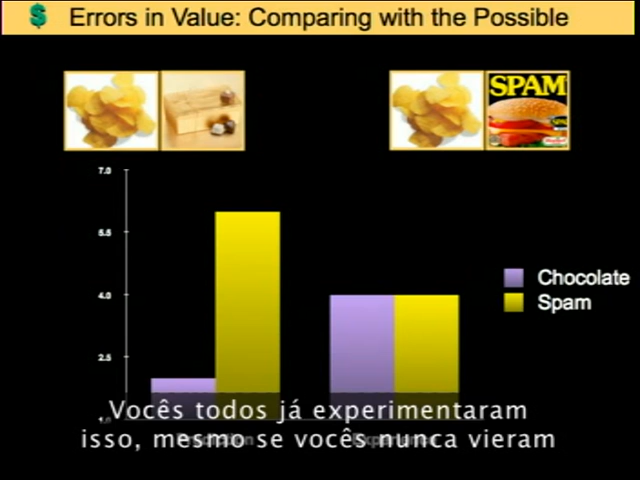 $ Errors in Value: Comparing with the Possible
SPAM
7.0
5.5
4.0
2.5
Chocolate
Spam
Vocês todos já experimentaram
isso, mesmo se vocês nunca vieram